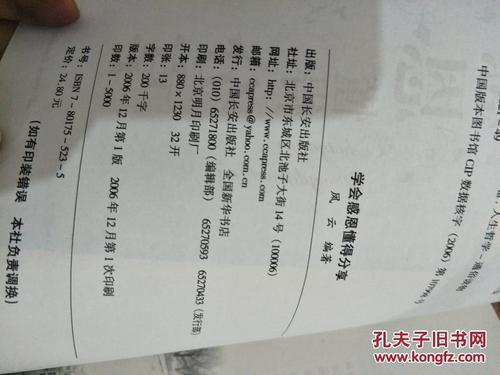 中国版本图书馆 CIP 数据核字 (2006) 第
学会感恩懂得分享
风 云 编著
出版：中国长安出版社
社址：北京市东城区北池子大街 14 号 (100006)
网址：http://www.ccapress.com
邮箱：ccapress@yahoo.com.cn
发行：中国长安出版社 全国新华书店
电话：(010) 65271800 (编辑部) 65270593 65270433 (发行部)
印刷：北京明月印刷厂
开本：880×1230 32 开
印张：13
字数：200 千字
版本：2006 年 12 月第 1 版 2006 年 12 月第 1 次印刷
印数：1-5000
书号：ISBN 7-80175-523-5
定价：24.80 元
(如有印装错误 本社负责调换)
孔夫子旧书网
www.kongfz.com